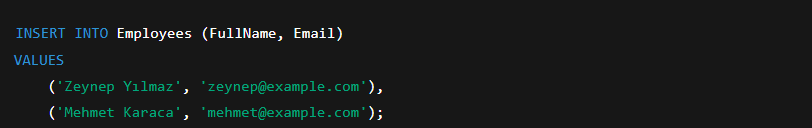 INSERT INTO Employees (FullName, Email)
VALUES
    ('Zeynep Yılmaz', 'zeynep@example.com'),
    ('Mehmet Karaca', 'mehmet@example.com');